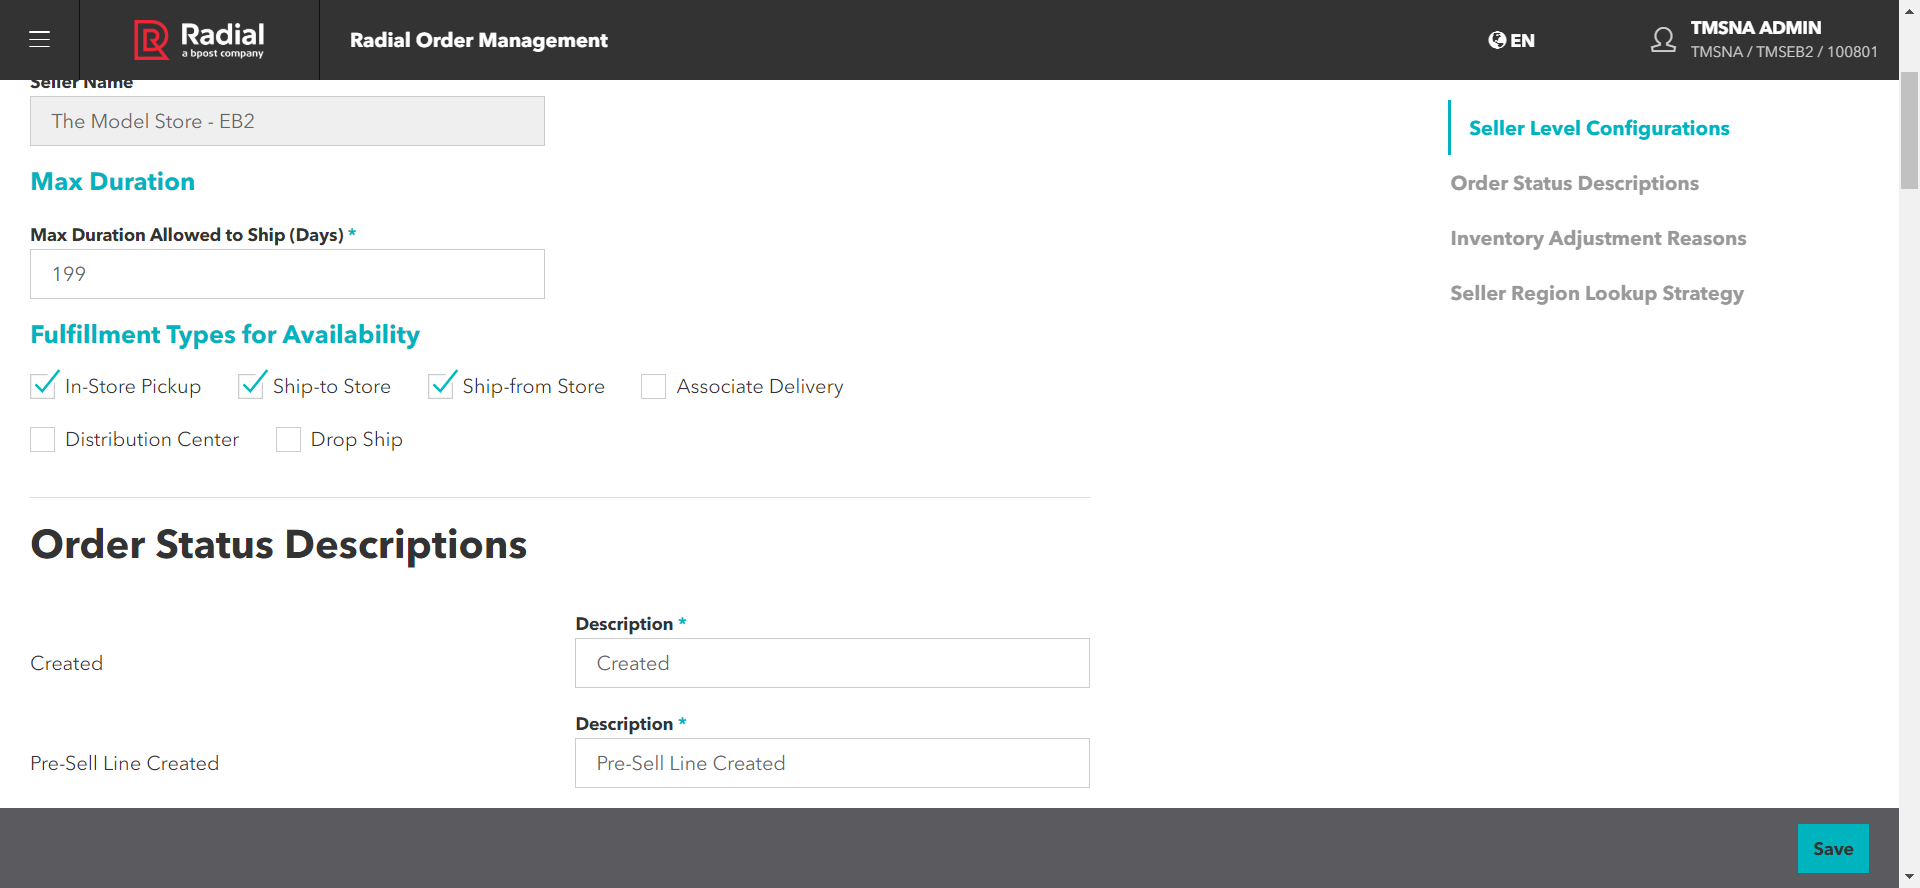 Radial
a bpost company
Radial Order Management
EN
TMSNA ADMIN
TMSNA / TMSEB2 / 100801
Seller Name
The Model Store - EB2
Max Duration
Max Duration Allowed to Ship (Days) *
199
Fulfillment Types for Availability
In-Store Pickup
Ship-to Store
Ship-from Store
Associate Delivery
Distribution Center
Drop Ship
Order Status Descriptions
Description *
Created
Created
Description *
Pre-Sell Line Created
Pre-Sell Line Created
Seller Level Configurations
Order Status Descriptions
Inventory Adjustment Reasons
Seller Region Lookup Strategy
Save